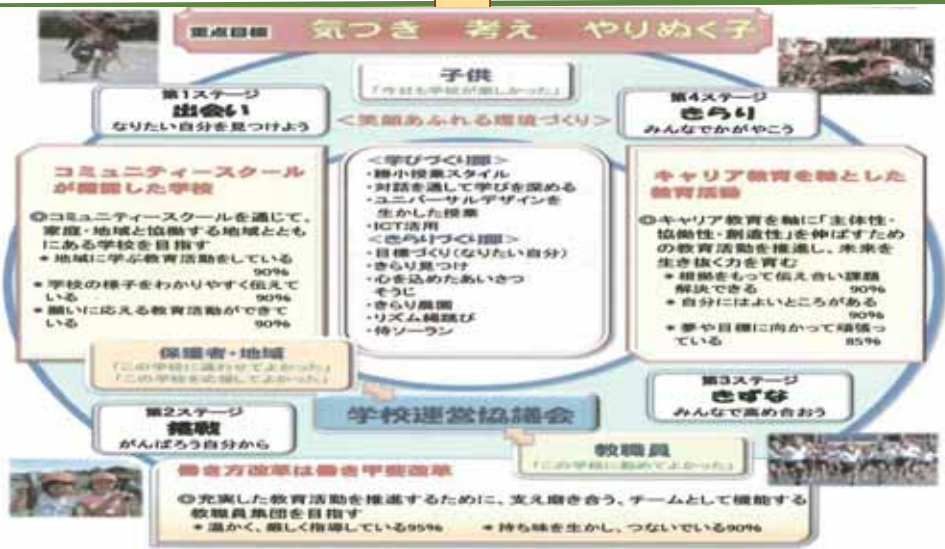 重点目標 気づき 考え やりぬく子
子供
「今日も学校が楽しかった」
<笑顔あふれる環境づくり>
第1ステージ
出会い
なりたい自分を見つけよう
第4ステージ
きらり
みんなでかがやこう
コミュニティースクール
が展開した学校
◎コミュニティースクールを通じて、
家庭・地域と協働する地域ととも
にある学校を目指す
*地域に学ぶ教育活動をしている
90%
*学校の様子をわかりやすく伝えて
いる 90%
*願いに応える教育活動ができて
いる 90%
<学びづくり部>
・勝小授業スタイル
・対話を通して学びを深める
・ユニバーサルデザインを
生かした授業
・ICT活用
<きらりづくり部>
・目標づくり(なりたい自分)
・きらり見つけ
・心を込めたあいさつ
そうじ
・きらり農園
・リズム縄跳び
・侍ソーラン
キャリア教育を軸とした
教育活動
◎キャリア教育を軸に「主体性・
協働性・創造性」を伸ばすため
の教育活動を推進し、未来を
生き抜く力を育む
*根拠をもって伝え合い課題
解決できる 90%
*自分にはよいところがある
90%
*夢や目標に向かって頑張っ
ている 85%
保護者・地域
「この学校に通わせてよかった」
「この学校を応援してよかった」
第2ステージ
挑戦
がんばろう自分から
学校運営協議会
第3ステージ
きずな
みんなで高め合おう
教職員
「この学校に勤めてよかった」
働き方改革は働き甲斐改革
◎充実した教育活動を推進するために、支え磨き合う、チームとして機能する
教職員集団を目指す
*温かく、厳しく指導している95% *持ち味を生かし、つないでいる90%